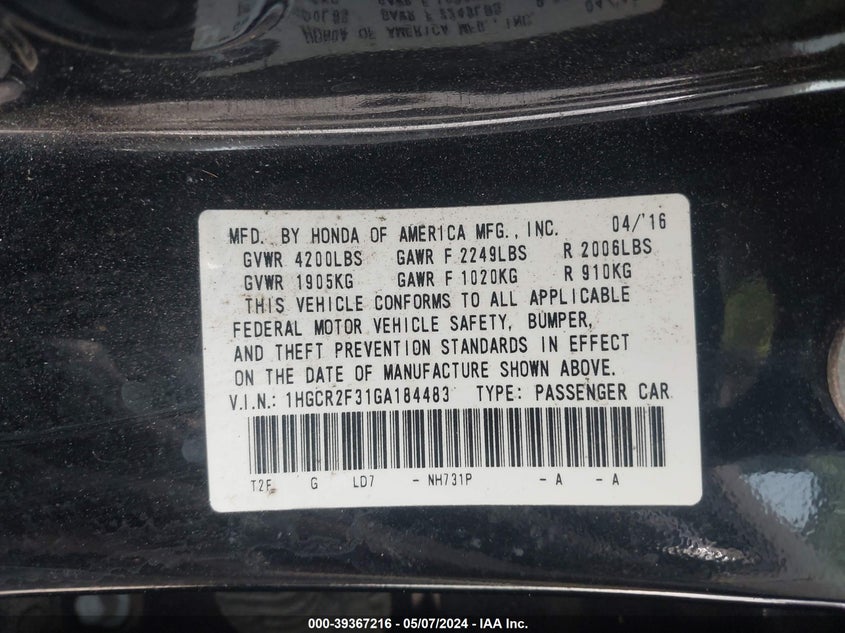 MFD. BY HONDA OF AMERICA MFG., INC. 04/'16
GVWR 4200LBS GAWR F 2249LBS R 2006LBS
GVWR 1905KG GAWR F 1020KG R 910KG
THIS VEHICLE CONFORMS TO ALL APPLICABLE
FEDERAL MOTOR VEHICLE SAFETY, BUMPER,
AND THEFT PREVENTION STANDARDS IN EFFECT
ON THE DATE OF MANUFACTURE SHOWN ABOVE.
V.I.N.: 1HGCR2F31GA184483 TYPE: PASSENGER CAR
T2F G LD7 - NH731P - A - A
000-39367216 - 05/07/2024 - IAA Inc.